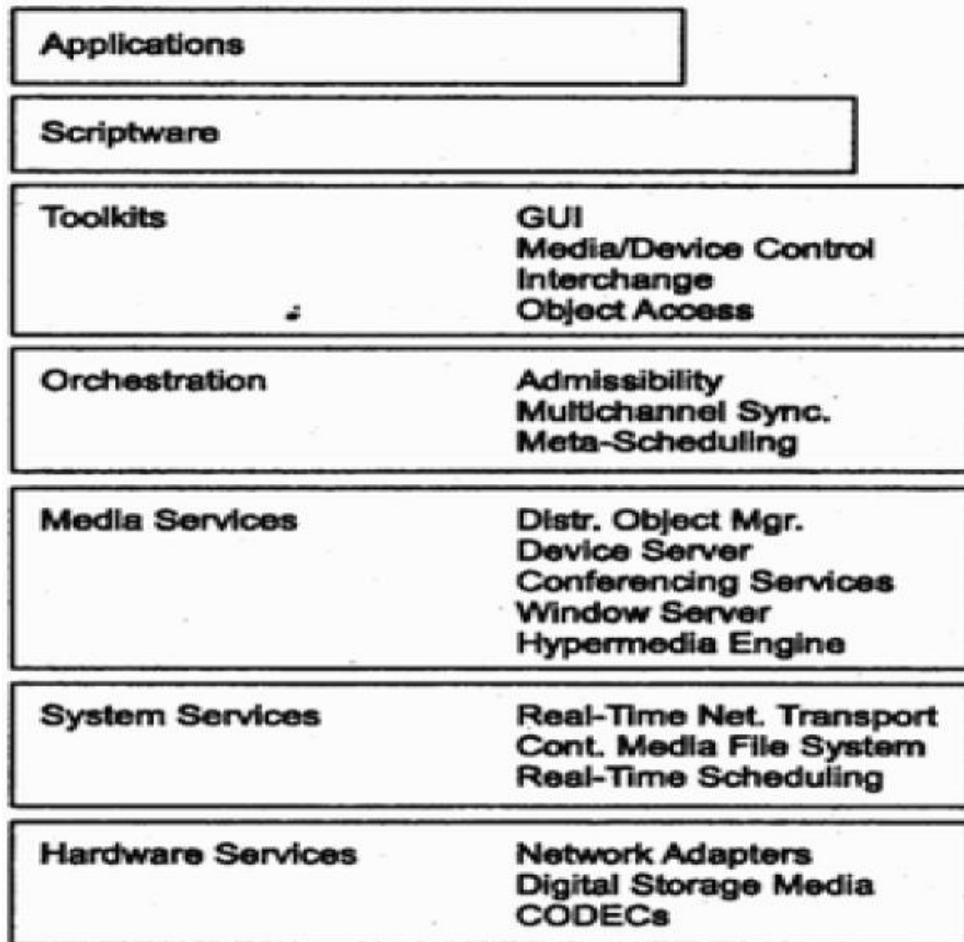 Applications
Scriptware
Toolkits GUI
Media/Device Control
Interchange
Object Access
Orchestration Admissibility
Multichannel Sync.
Meta-Scheduling
Media Services Distr. Object Mgr.
Device Server
Conferencing Services
Window Server
Hypermedia Engine
System Services Real-Time Net. Transport
Cont. Media File System
Real-Time Scheduling
Hardware Services Network Adapters
Digital Storage Media
CODECs